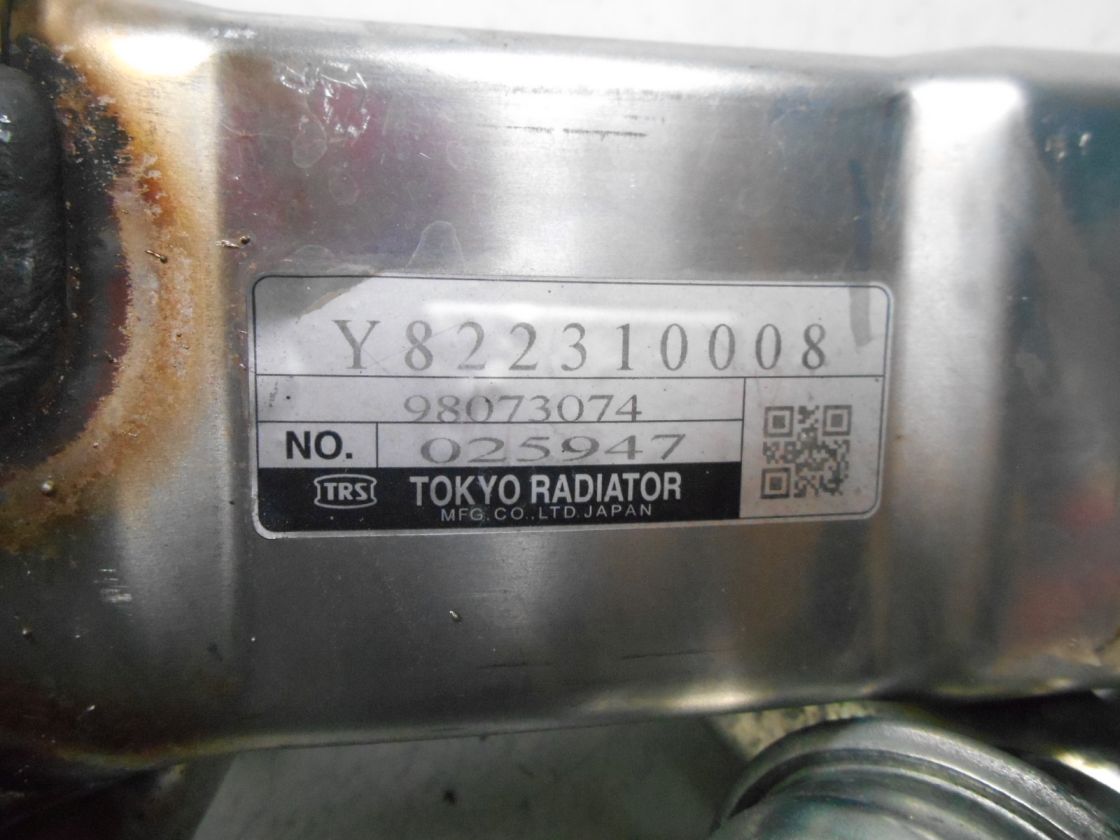 Y822310008
98073074
NO. 025947
TRS TOKYO RADIATOR
MFG.CO.,LTD.JAPAN